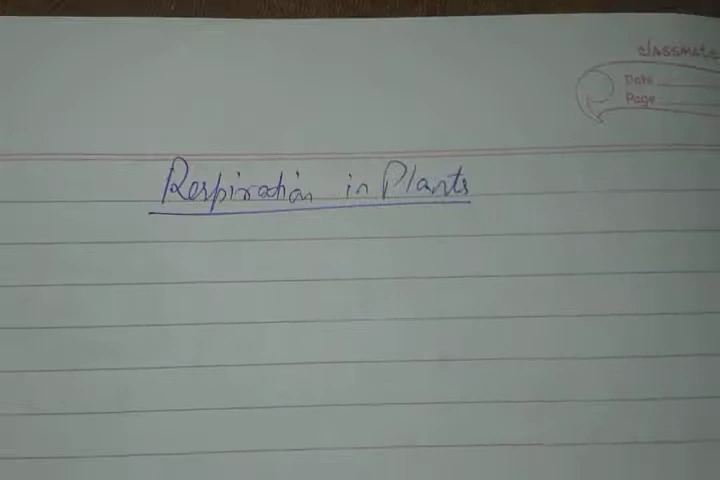 classmate
Date
Page
Respiration in Plants